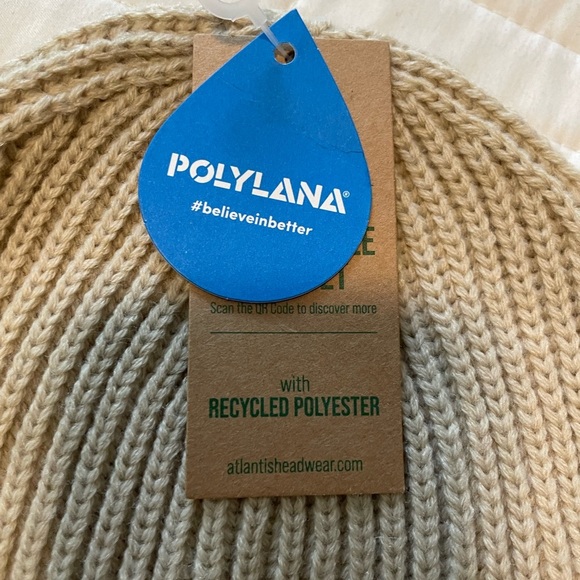 POLYLANA®
#believeinbetter
Scan the QR Code to discover more
with
RECYCLED POLYESTER
atlantisheadwear.com